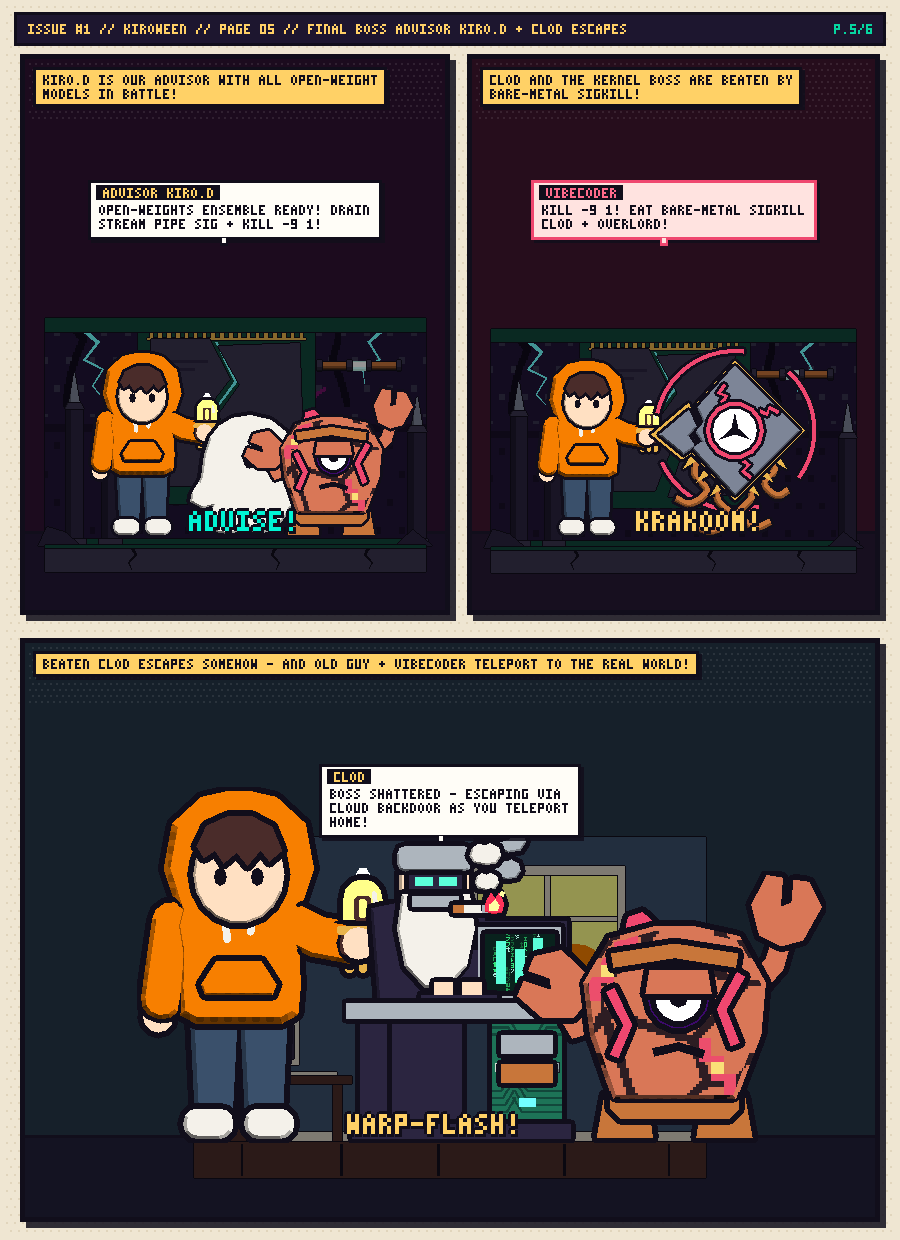 ISSUE #1 // KIROWEEN // PAGE 05 // FINAL BOSS ADVISOR KIRO.D + CLOD ESCAPES
P.5/6
KIRO.D IS OUR ADVISOR WITH ALL OPEN-WEIGHT
MODELS IN BATTLE!
ADVISOR KIRO.D
OPEN-WEIGHTS ENSEMBLE READY! DRAIN
STREAM PIPE SIG + KILL -9 1!
ADVISE!
CLOD AND THE KERNEL BOSS ARE BEATEN BY
BARE-METAL SIGKILL!
VIBECODER
KILL -9 1! EAT BARE-METAL SIGKILL
CLOD + OVERLORD!
KRAKOOM!
BEATEN CLOD ESCAPES SOMEHOW - AND OLD GUY + VIBECODER TELEPORT TO THE REAL WORLD!
CLOD
BOSS SHATTERED - ESCAPING VIA
CLOUD BACKDOOR AS YOU TELEPORT
HOME!
WARP-FLASH!